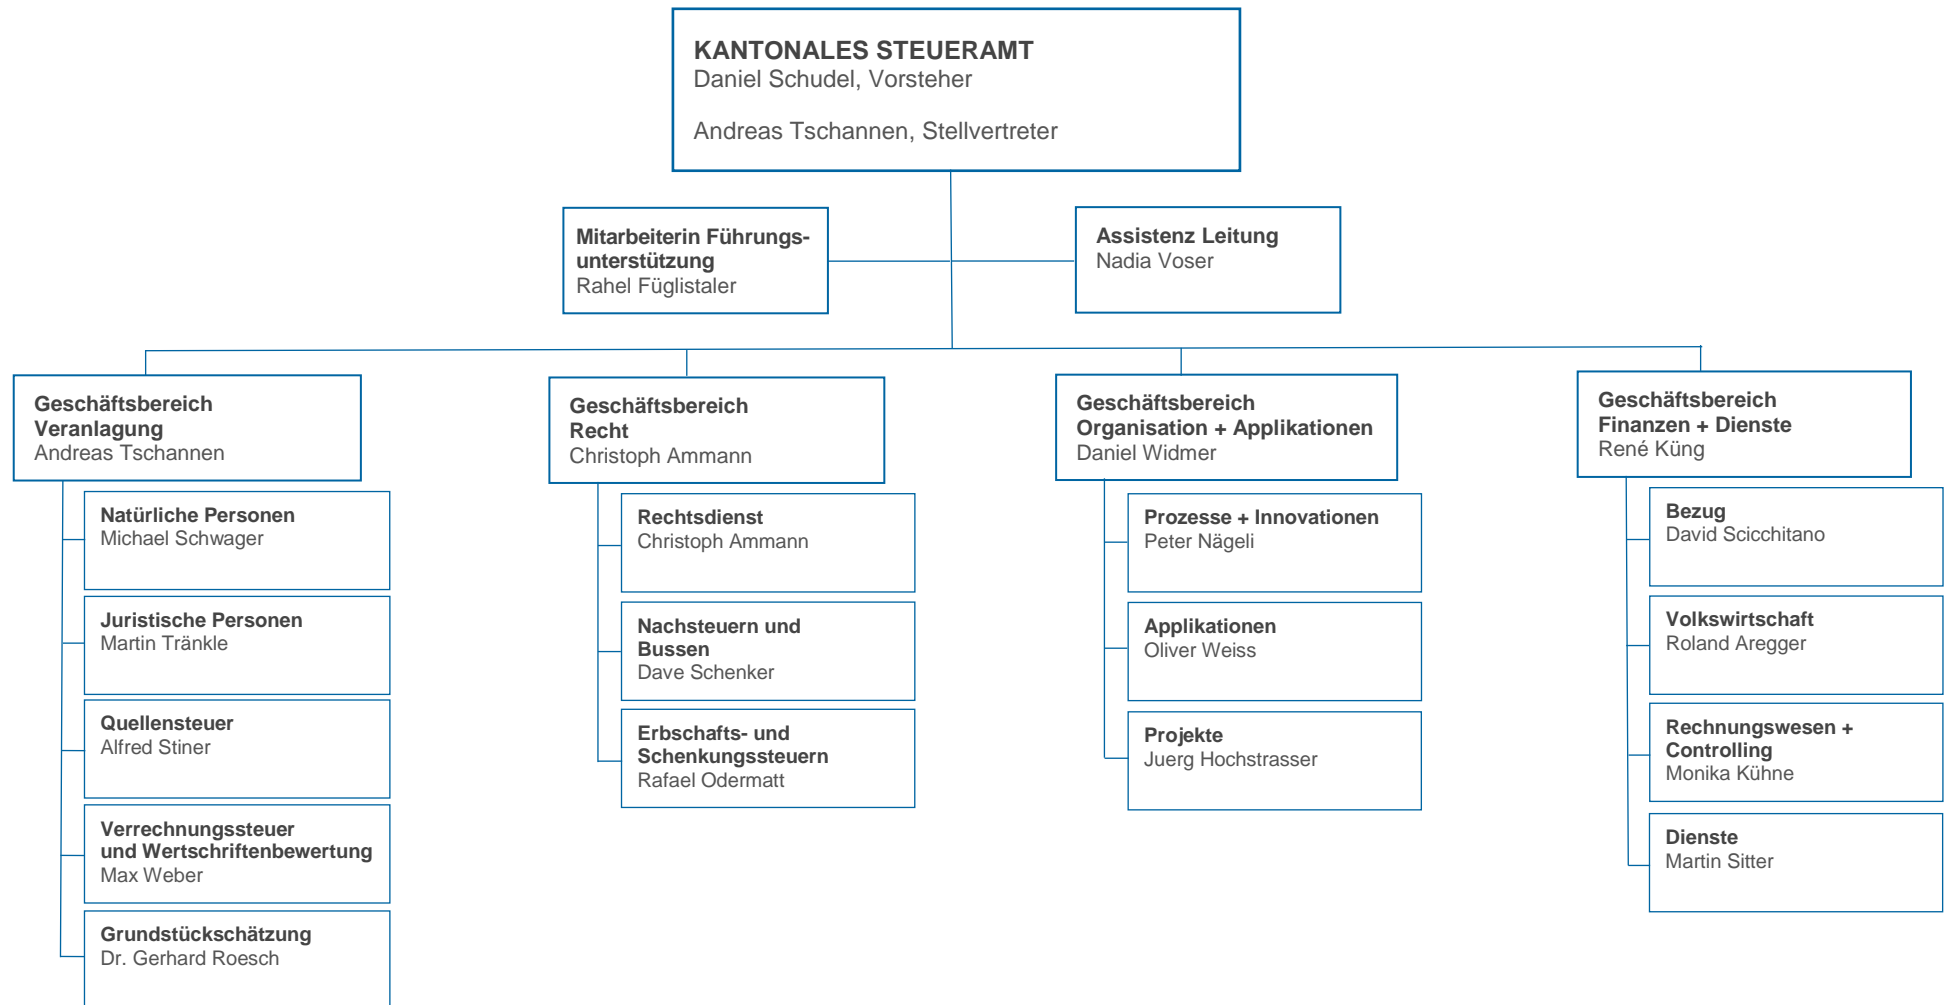 KANTONALES STEUERAMT
Daniel Schudel, Vorsteher
Andreas Tschannen, Stellvertreter
Mitarbeiterin Führungs-
unterstützung
Rahel Füglistaler
Assistenz Leitung
Nadia Voser
Geschäftsbereich
Veranlagung
Andreas Tschannen
Natürliche Personen
Michael Schwager
Juristische Personen
Martin Tränkle
Quellensteuer
Alfred Stiner
Verrechnungssteuer
und Wertschriftenbewertung
Max Weber
Grundstückschätzung
Dr. Gerhard Roesch
Geschäftsbereich
Recht
Christoph Ammann
Rechtsdienst
Christoph Ammann
Nachsteuern und
Bussen
Dave Schenker
Erbschafts- und
Schenkungssteuern
Rafael Odermatt
Geschäftsbereich
Organisation + Applikationen
Daniel Widmer
Prozesse + Innovationen
Peter Nägeli
Applikationen
Oliver Weiss
Projekte
Juerg Hochstrasser
Geschäftsbereich
Finanzen + Dienste
René Küng
Bezug
David Scicchitano
Volkswirtschaft
Roland Aregger
Rechnungswesen +
Controlling
Monika Kühne
Dienste
Martin Sitter